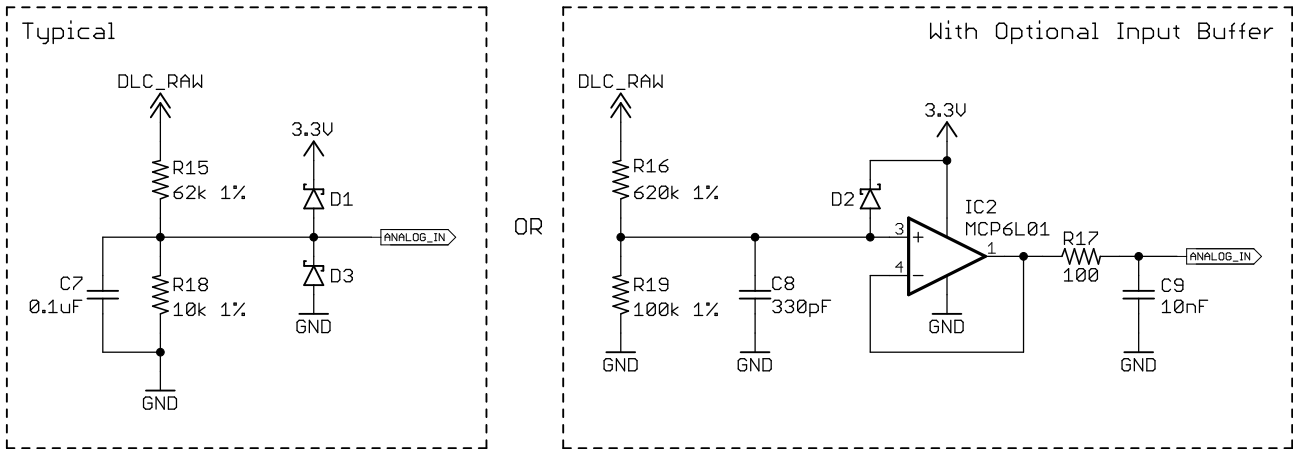 Typical
DLC_RAW
R15
62k 1%
3.3V
D1
ANALOG_IN
D3
GND
C7
0.1uF
R18
10k 1%
GND
OR
With Optional Input Buffer
DLC_RAW
R16
620k 1%
3.3V
D2
IC2
MCP6L01
3
+
4
-
1
R17
100
ANALOG_IN
R19
100k 1%
C8
330pF
GND
C9
10nF
GND
GND
GND